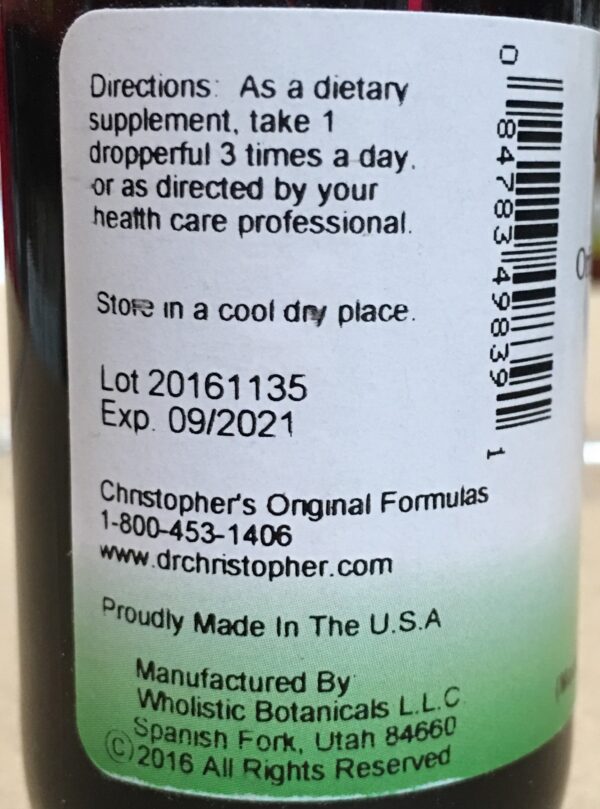 Directions: As a dietary
supplement, take 1
dropperful 3 times a day,
or as directed by your
health care professional.
Store in a cool dry place.
Lot 20161135
Exp. 09/2021
Christopher's Original Formulas
1-800-453-1406
www.drchristopher.com
Proudly Made In The U.S.A
Manufactured By
Wholistic Botanicals L.L.C
Spanish Fork, Utah 84660
©2016 All Rights Reserved
0 84783 49839 1